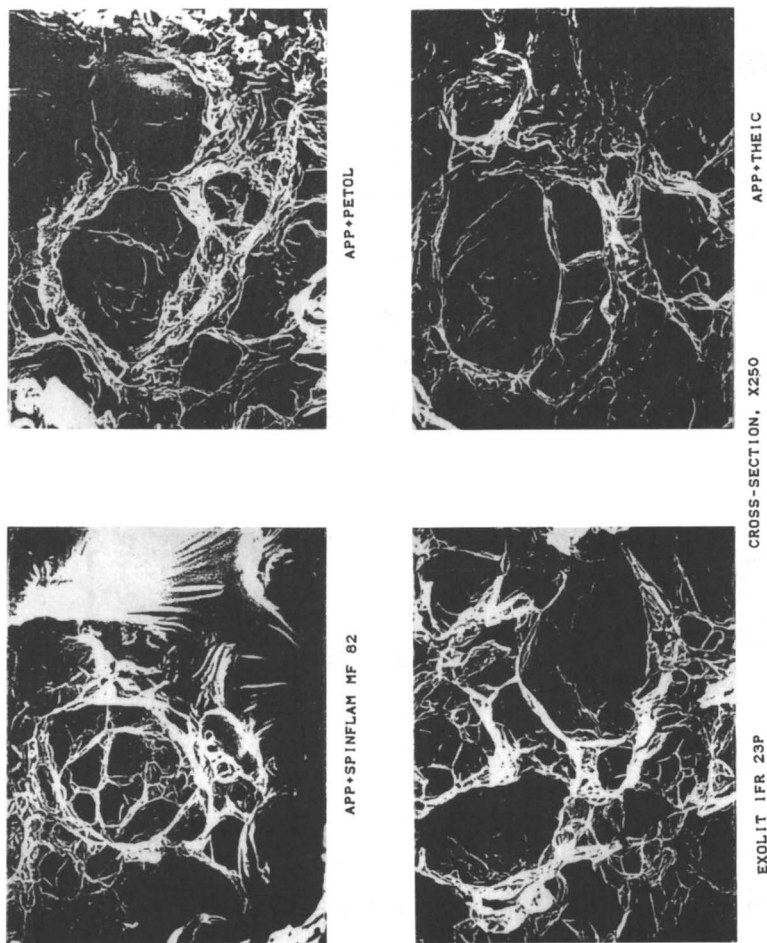 APP+SPINFLAM MF 82
APP+PETOL
EXOLIT IFR 23P
CROSS-SECTION, X250
APP+THEIC